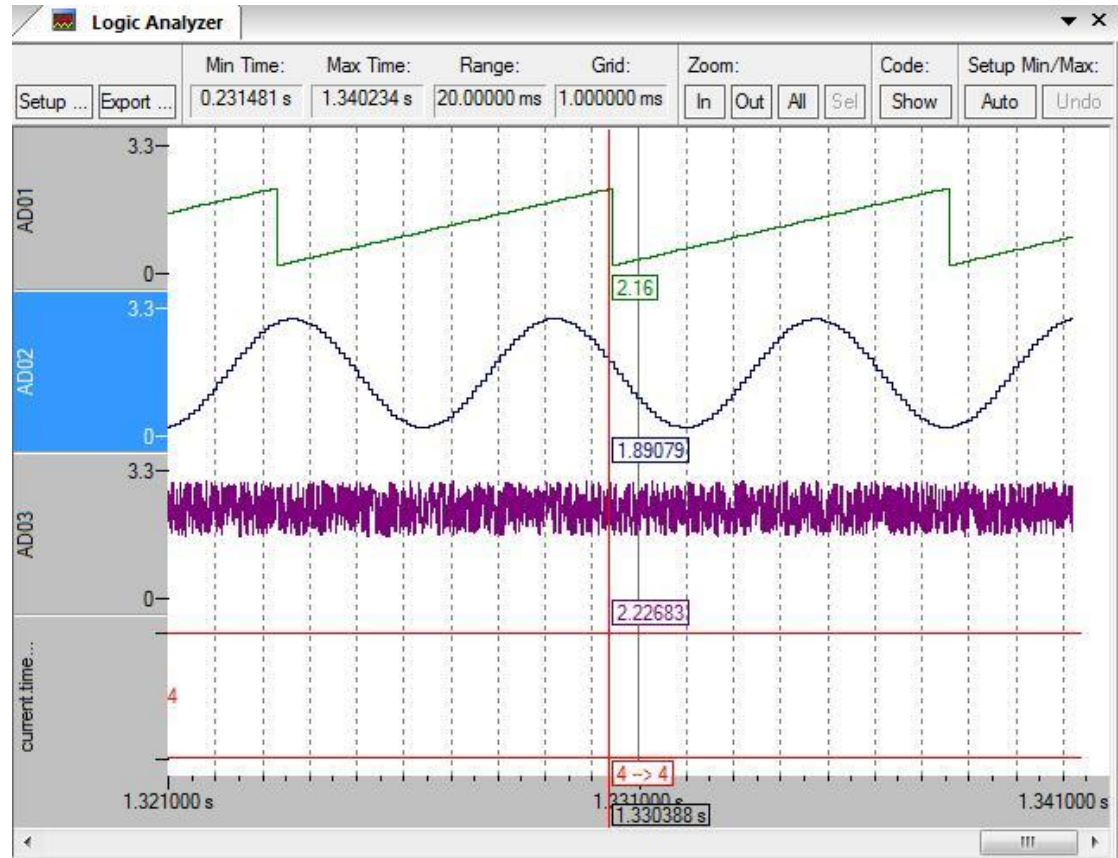 Logic Analyzer
Min Time: Max Time: Range: Grid: Zoom: Code: Setup Min/Max:
Setup ... Export ... 0.231481 s 1.340234 s 20.00000 ms 1.000000 ms In Out All Sel Show Auto Undo
3.3
AD01
0
2.16
3.3
AD02
0
1.89079
3.3
AD03
0
2.22683
current.time...
4
4 --> 4
1.321000 s 1.331000 s 1.341000 s
1.330388 s